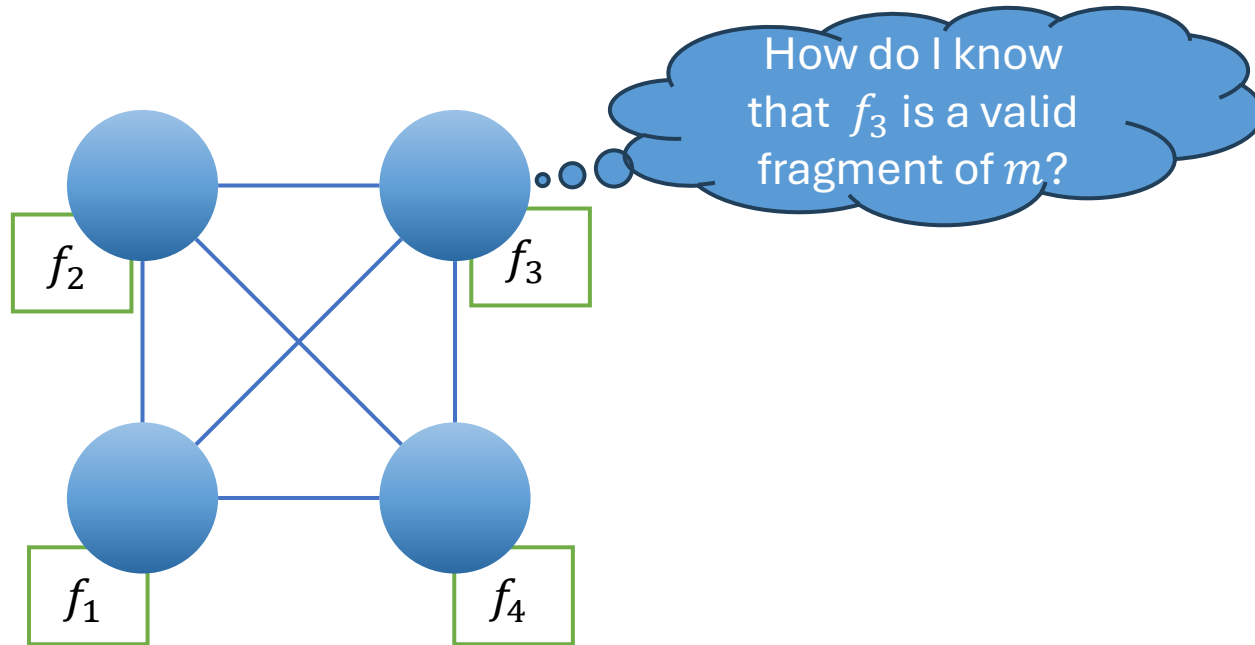 How do I know
that f₃ is a valid
fragment of m?
f₂
f₃
f₁
f₄